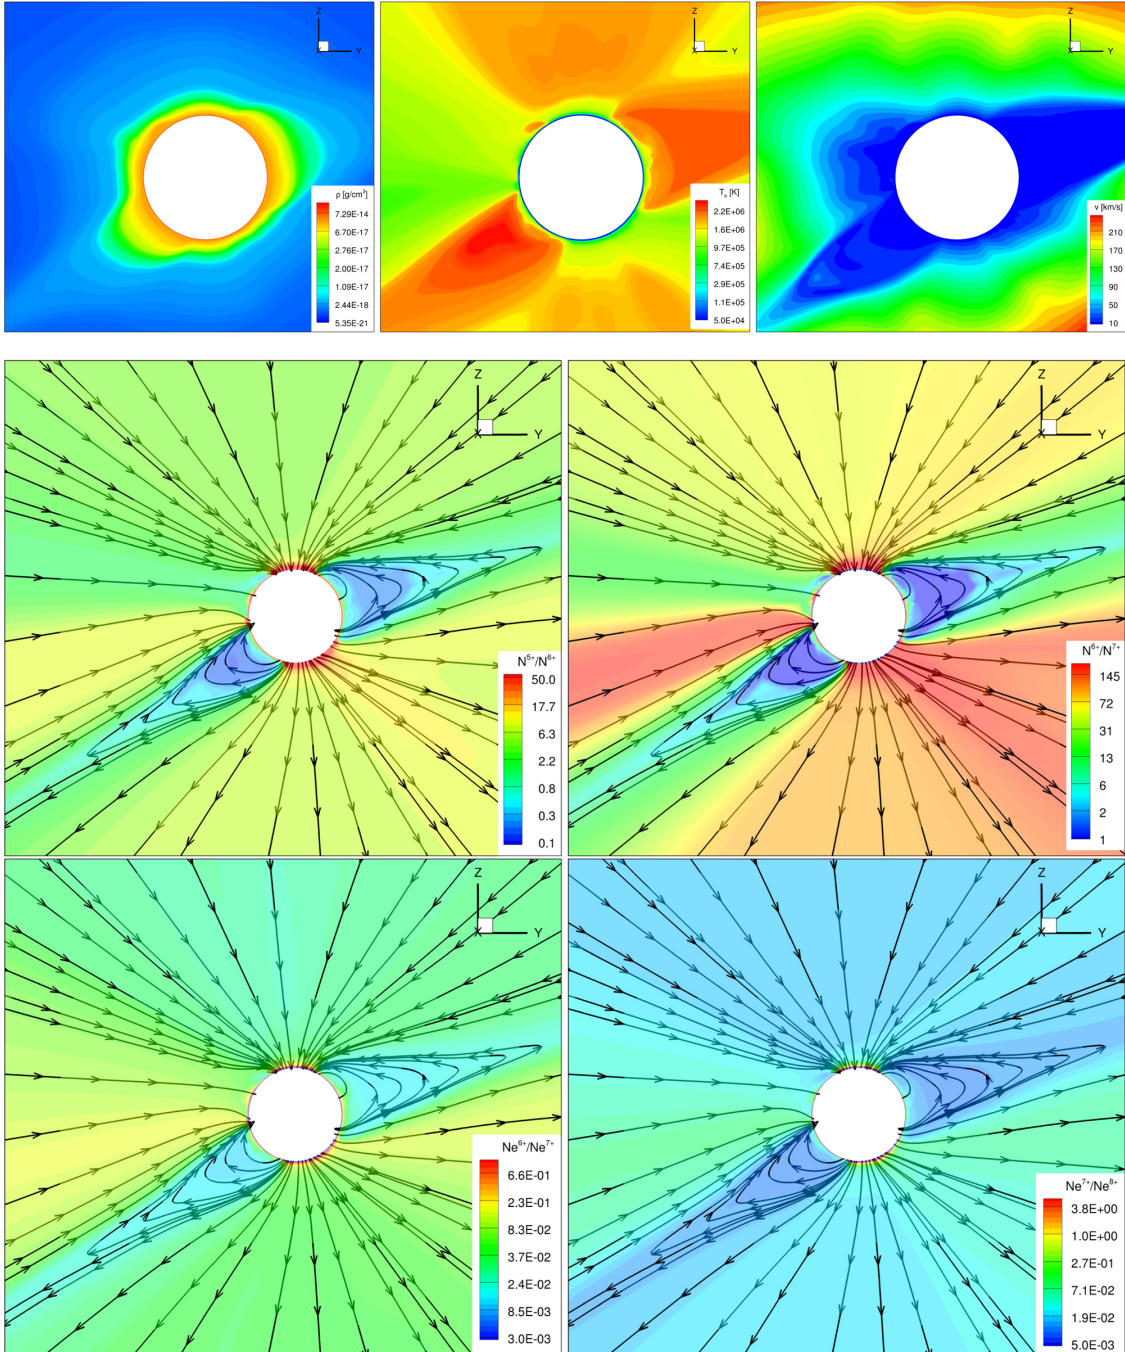 Z
X
Y
ρ [g/cm³]
7.29E-14
6.70E-16
6.76E-17
2.00E-17
1.09E-17
2.44E-18
5.35E-21
Z
X
Y
Tₑ [K]
2.2E+06
1.6E+06
9.7E+05
7.4E+05
2.9E+05
1.1E+05
5.0E+04
Z
X
Y
v [km/s]
210
170
130
90
50
10
Z
X
Y
N⁵⁺/N⁶⁺
50.0
17.7
6.3
2.2
0.8
0.3
0.1
Z
X
Y
N⁶⁺/N⁷⁺
145
72
31
13
6
2
1
Z
X
Y
Ne⁶⁺/Ne⁷⁺
6.6E-01
2.3E-01
8.3E-02
3.7E-02
2.4E-02
8.5E-03
3.0E-03
Z
X
Y
Ne⁷⁺/Ne⁸⁺
3.8E+00
1.0E+00
2.7E-01
7.1E-02
1.9E-02
5.0E-03